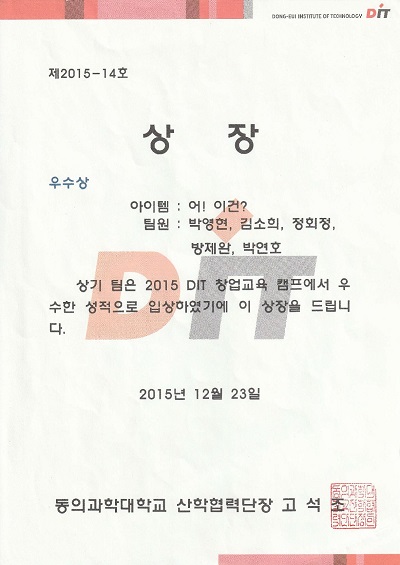 DONG-EUI INSTITUTE OF TECHNOLOGY DIT
제2015-14호
상 장
우수상
아이템 : 어! 이건?
팀원 : 박영현, 김소희, 정희정,
방제완, 박연호
DIT
상기 팀은 2015 DIT 창업교육 캠프에서 우
수한 성적으로 입상하였기에 이 상장을 드립니
다.
2015년 12월 23일
동의과학대학교 산학협력단장 고 석 조